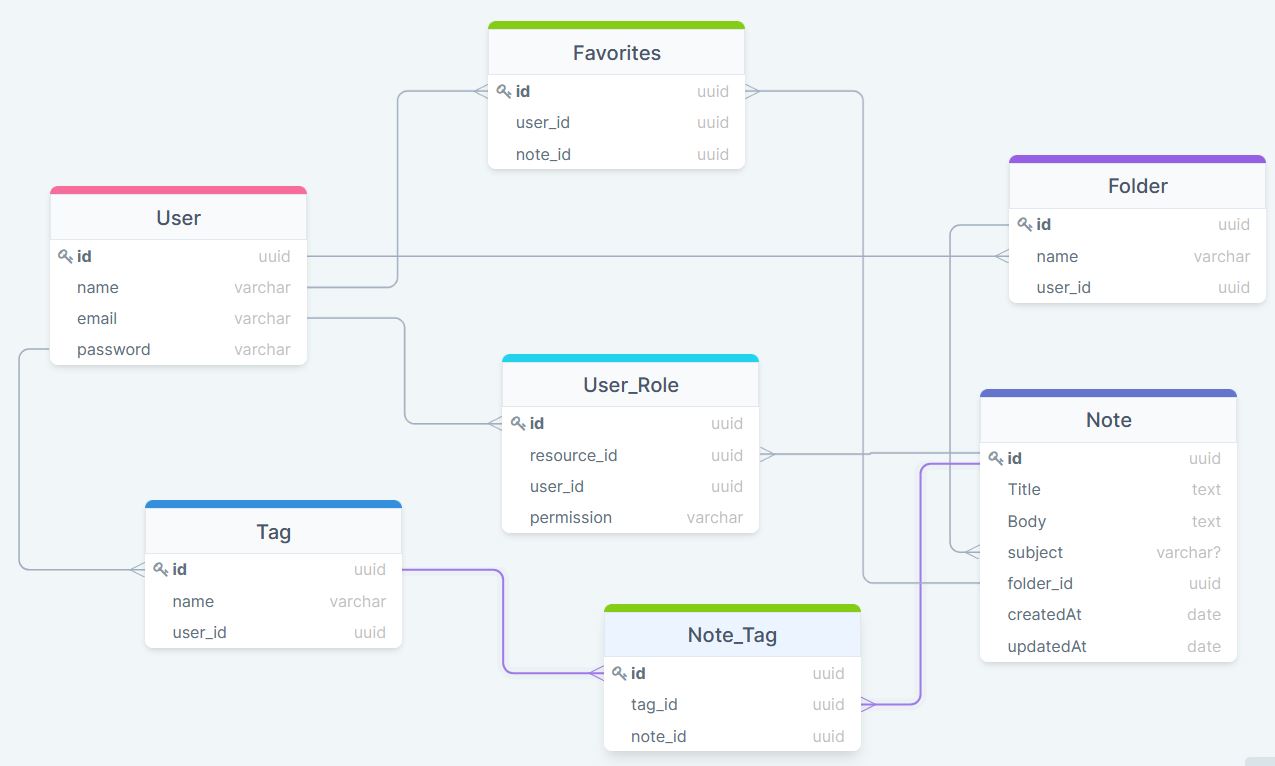 Favorites
id uuid
user_id uuid
note_id uuid
User
id uuid
name varchar
email varchar
password varchar
Folder
id uuid
name varchar
user_id uuid
User_Role
id uuid
resource_id uuid
user_id uuid
permission varchar
Note
id uuid
Title text
Body text
subject varchar?
folder_id uuid
createdAt date
updatedAt date
Tag
id uuid
name varchar
user_id uuid
Note_Tag
id uuid
tag_id uuid
note_id uuid